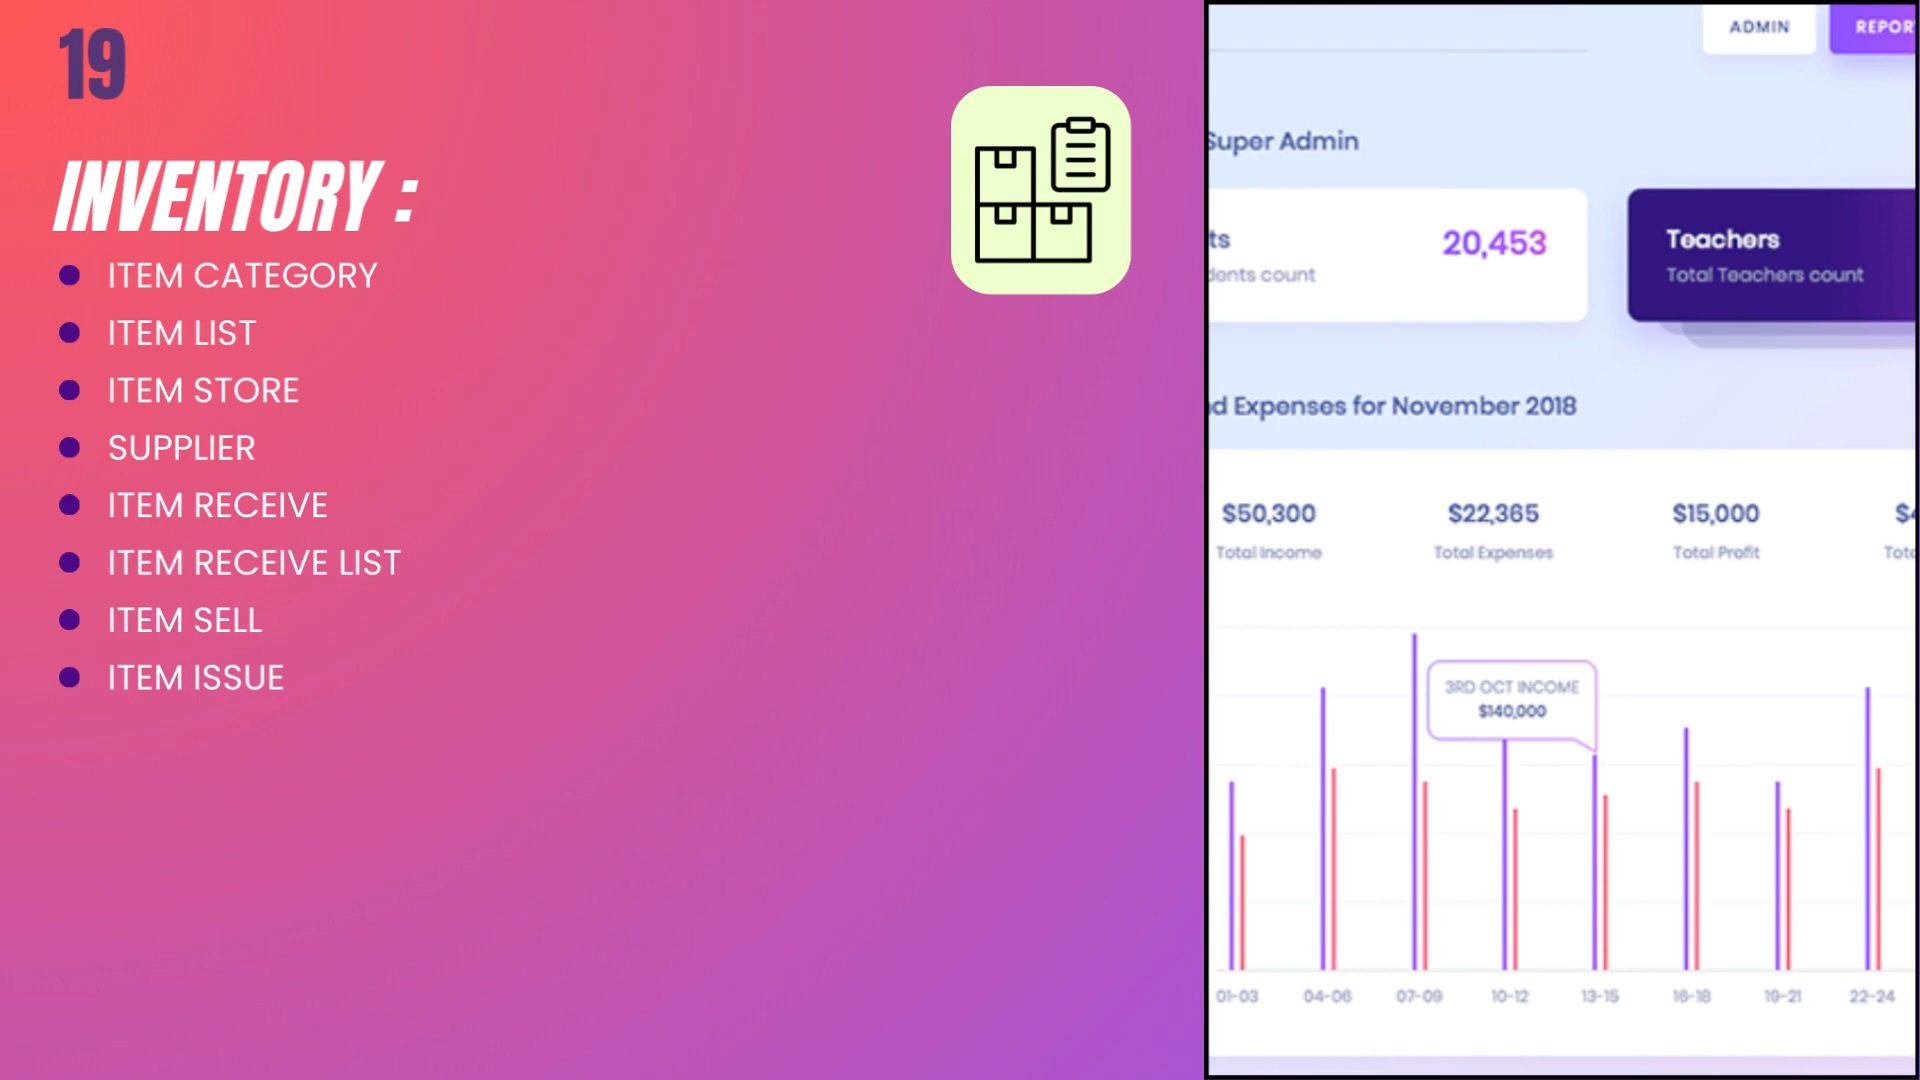 19
INVENTORY :
ITEM CATEGORY
ITEM LIST
ITEM STORE
SUPPLIER
ITEM RECEIVE
ITEM RECEIVE LIST
ITEM SELL
ITEM ISSUE
ADMIN
Super Admin
20,453
Teachers
count
Total Teachers count
Expenses for November 2018
$50,300
$22,365
$15,000
Total Income
Total Expenses
Total Profit
3RD OCT INCOME
$140,000
01-03 04-06 07-09 10-12 13-15 16-18 19-21 22-24